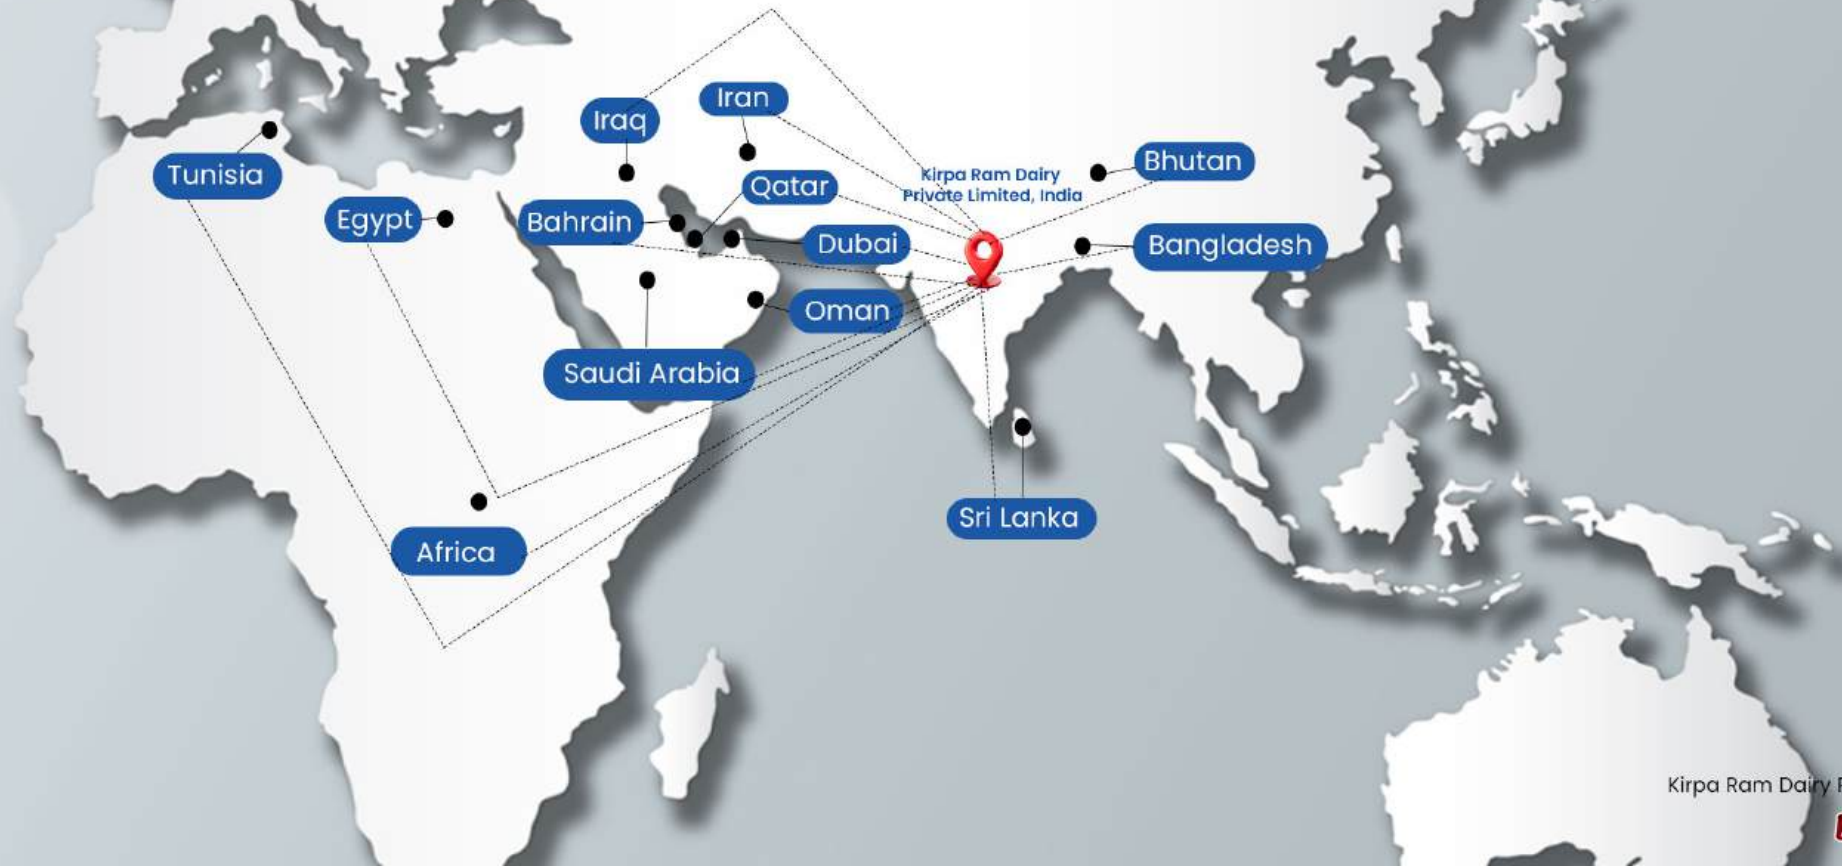 Iran
Iraq
Tunisia
Bhutan
Kirpa Ram Dairy
Private Limited, India
Qatar
Egypt
Bahrain
Dubai
Bangladesh
Oman
Saudi Arabia
Sri Lanka
Africa
Kirpa Ram Dairy